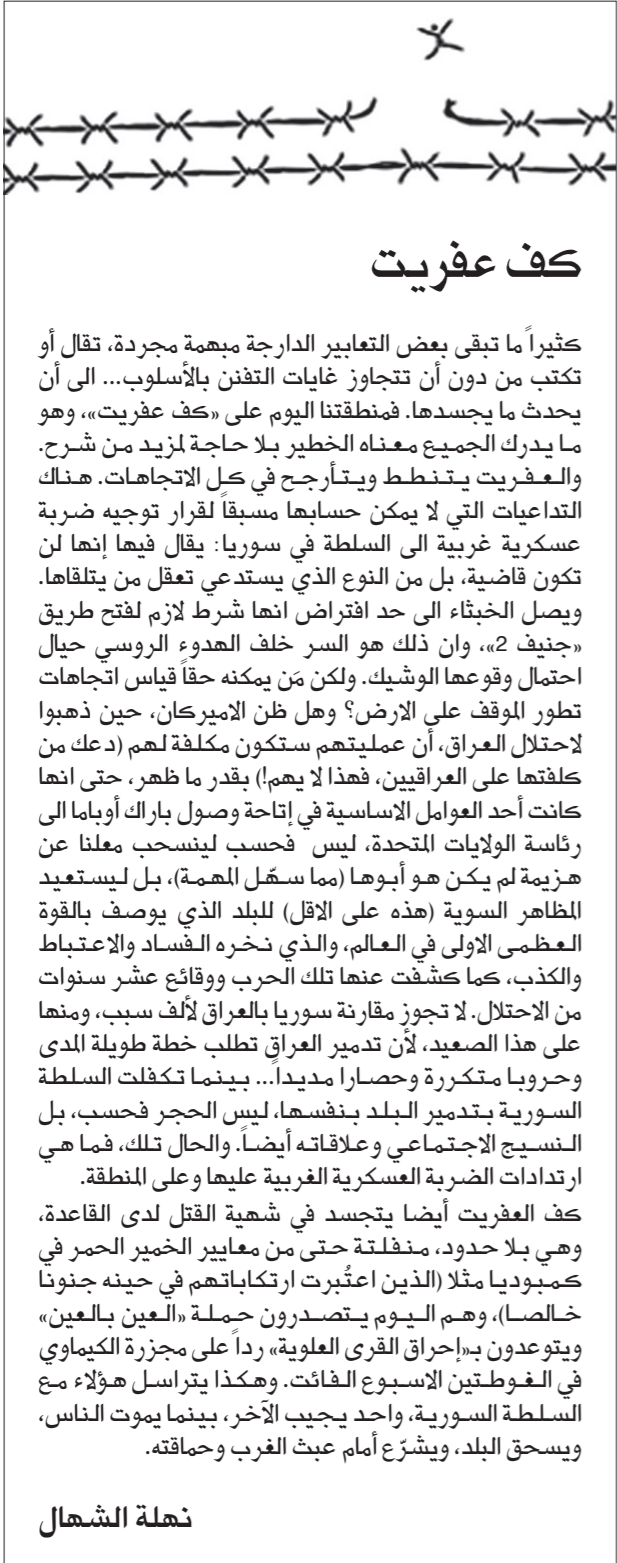 كف عفريت
كثيراً ما تبقى بعض التعابير الدارجة مبهمة مجردة، تقال أو
تكتب من دون أن تتجاوز غايات التفنن بالأسلوب... الى أن
يحدث ما يجسدها. فمنطقتنا اليوم على «كف عفريت»، وهو
ما يدرك الجميع معناه الخطير بلا حاجة لمزيد من شرح.
والعفريت يتنطط ويتأرجح في كل الاتجاهات. هناك
التداعيات التي لا يمكن حسابها مسبقاً لقرار توجيه ضربة
عسكرية غربية الى السلطة في سوريا: يقال فيها إنها لن
تكون قاضية، بل من النوع الذي يستدعي تعقل من يتلقاها.
ويصل الخبثاء الى حد افتراض انها شرط لازم لفتح طريق
«جنيف 2»، وان ذلك هو السر خلف الهدوء الروسي حيال
احتمال وقوعها الوشيك. ولكن مَن يمكنه حقاً قياس اتجاهات
تطور الموقف على الارض؟ وهل ظن الاميركان، حين ذهبوا
لاحتلال العراق، أن عمليتهم ستكون مكلفة لهم (دعك من
كلفتها على العراقيين، فهذا لا يهم!) بقدر ما ظهر، حتى انها
كانت أحد العوامل الاساسية في إتاحة وصول باراك أوباما الى
رئاسة الولايات المتحدة، ليس فحسب لينسحب معلنا عن
هزيمة لم يكن هو أبوها (مما سهّل المهمة)، بل ليستعيد
المظاهر السوية (هذه على الاقل) للبلد الذي يوصف بالقوة
العظمى الاولى في العالم، والذي نخره الفساد والاعتباط
والكذب، كما كشفت عنها تلك الحرب ووقائع عشر سنوات
من الاحتلال. لا تجوز مقارنة سوريا بالعراق لألف سبب، ومنها
على هذا الصعيد، لأن تدمير العراق تطلب خطة طويلة المدى
وحروبا متكررة وحصارا مديداً... بينما تكفلت السلطة
السورية بتدمير البلد بنفسها، ليس الحجر فحسب، بل
النسيج الاجتماعي وعلاقاته أيضاً. والحال تلك، فما هي
ارتدادات الضربة العسكرية الغربية عليها وعلى المنطقة.
كف العفريت أيضا يتجسد في شهية القتل لدى القاعدة،
وهي بلا حدود، منفلتة حتى من معايير الخمير الحمر في
كمبوديا مثلا (الذين اعتُبرت ارتكاباتهم في حينه جنونا
خالصا)، وهم اليوم يتصدرون حملة «العين بالعين»
ويتوعدون بـ«إحراق القرى العلوية» رداً على مجزرة الكيماوي
في الغوطتين الاسبوع الفائت. وهكذا يتراسل هؤلاء مع
السلطة السورية، واحد يجيب الآخر، بينما يموت الناس،
ويسحق البلد، ويشرّع أمام عبث الغرب وحماقته.
نهلة الشهال